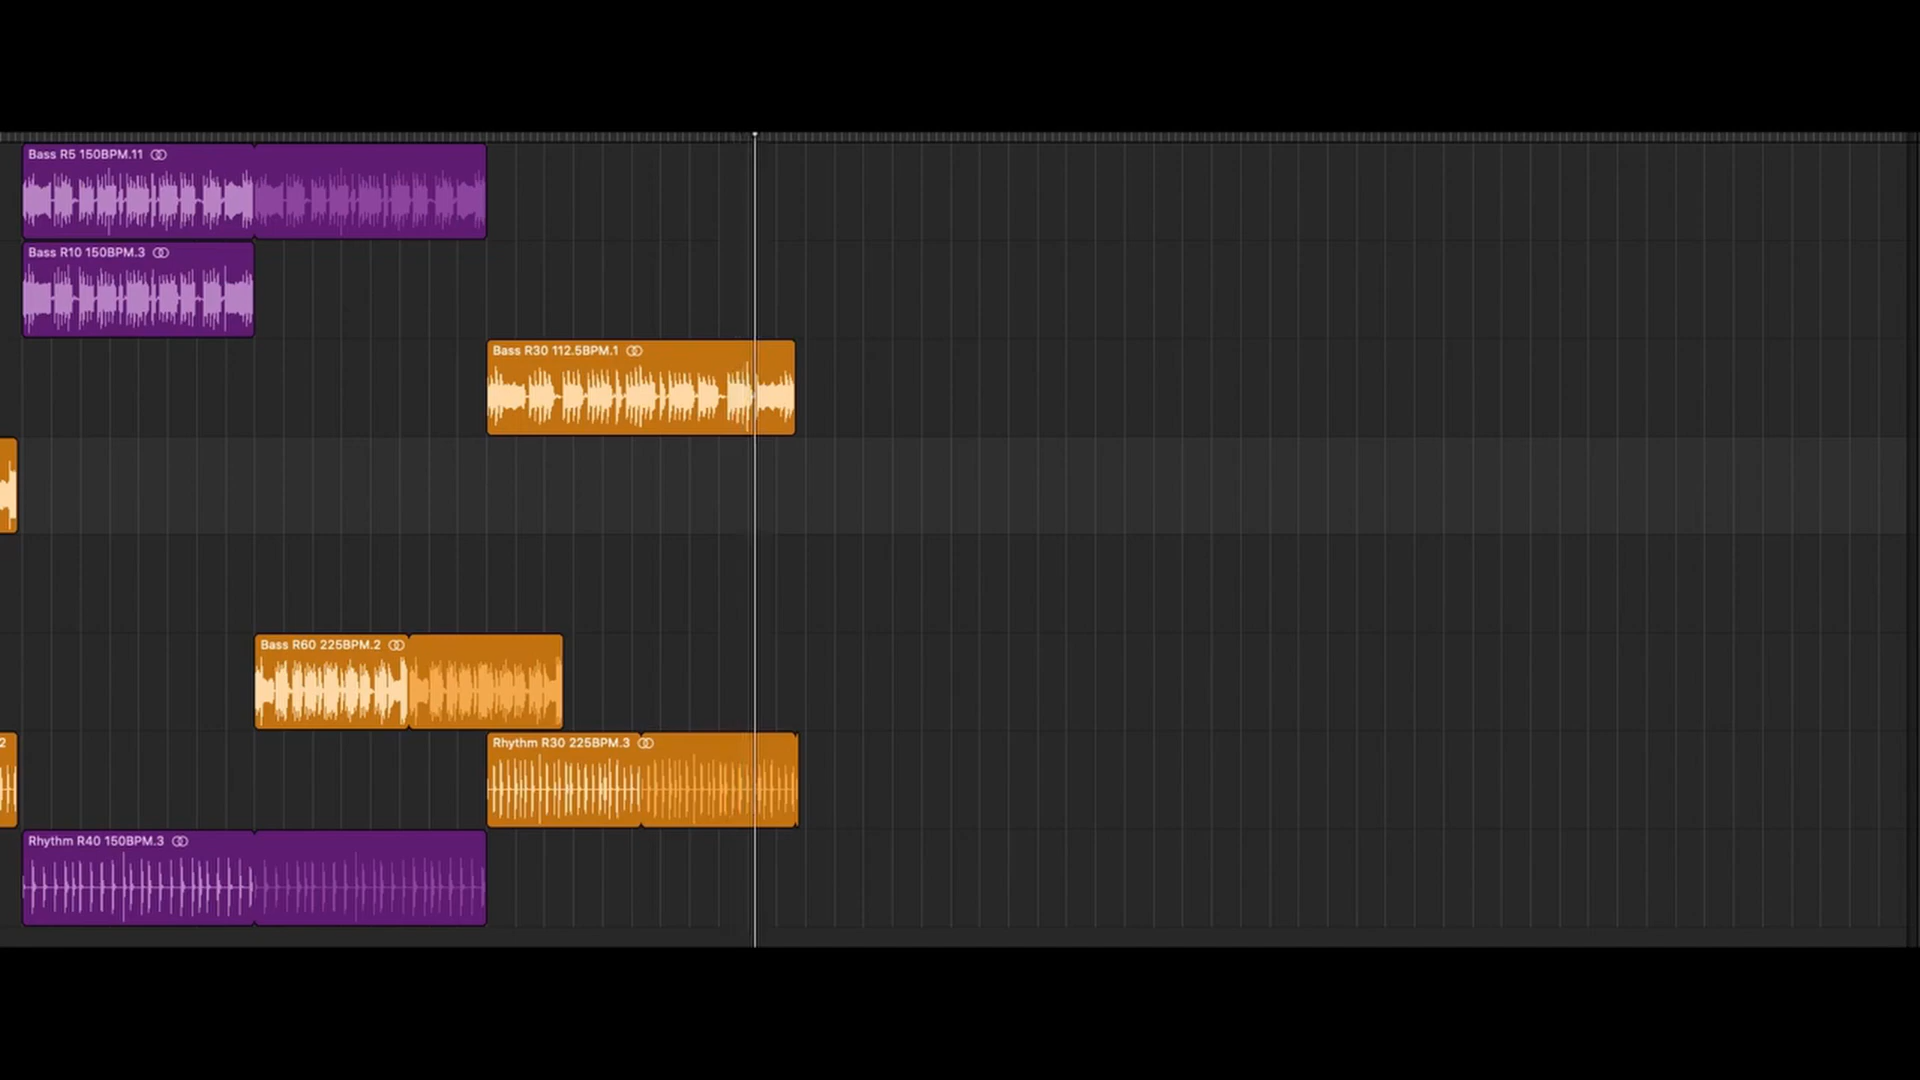 Bass R5 150BPM.11
Bass R10 150BPM.3
Bass R30 112.5BPM.1
Bass R60 225BPM.2
2
Rhythm R30 225BPM.3
Rhythm R40 150BPM.3